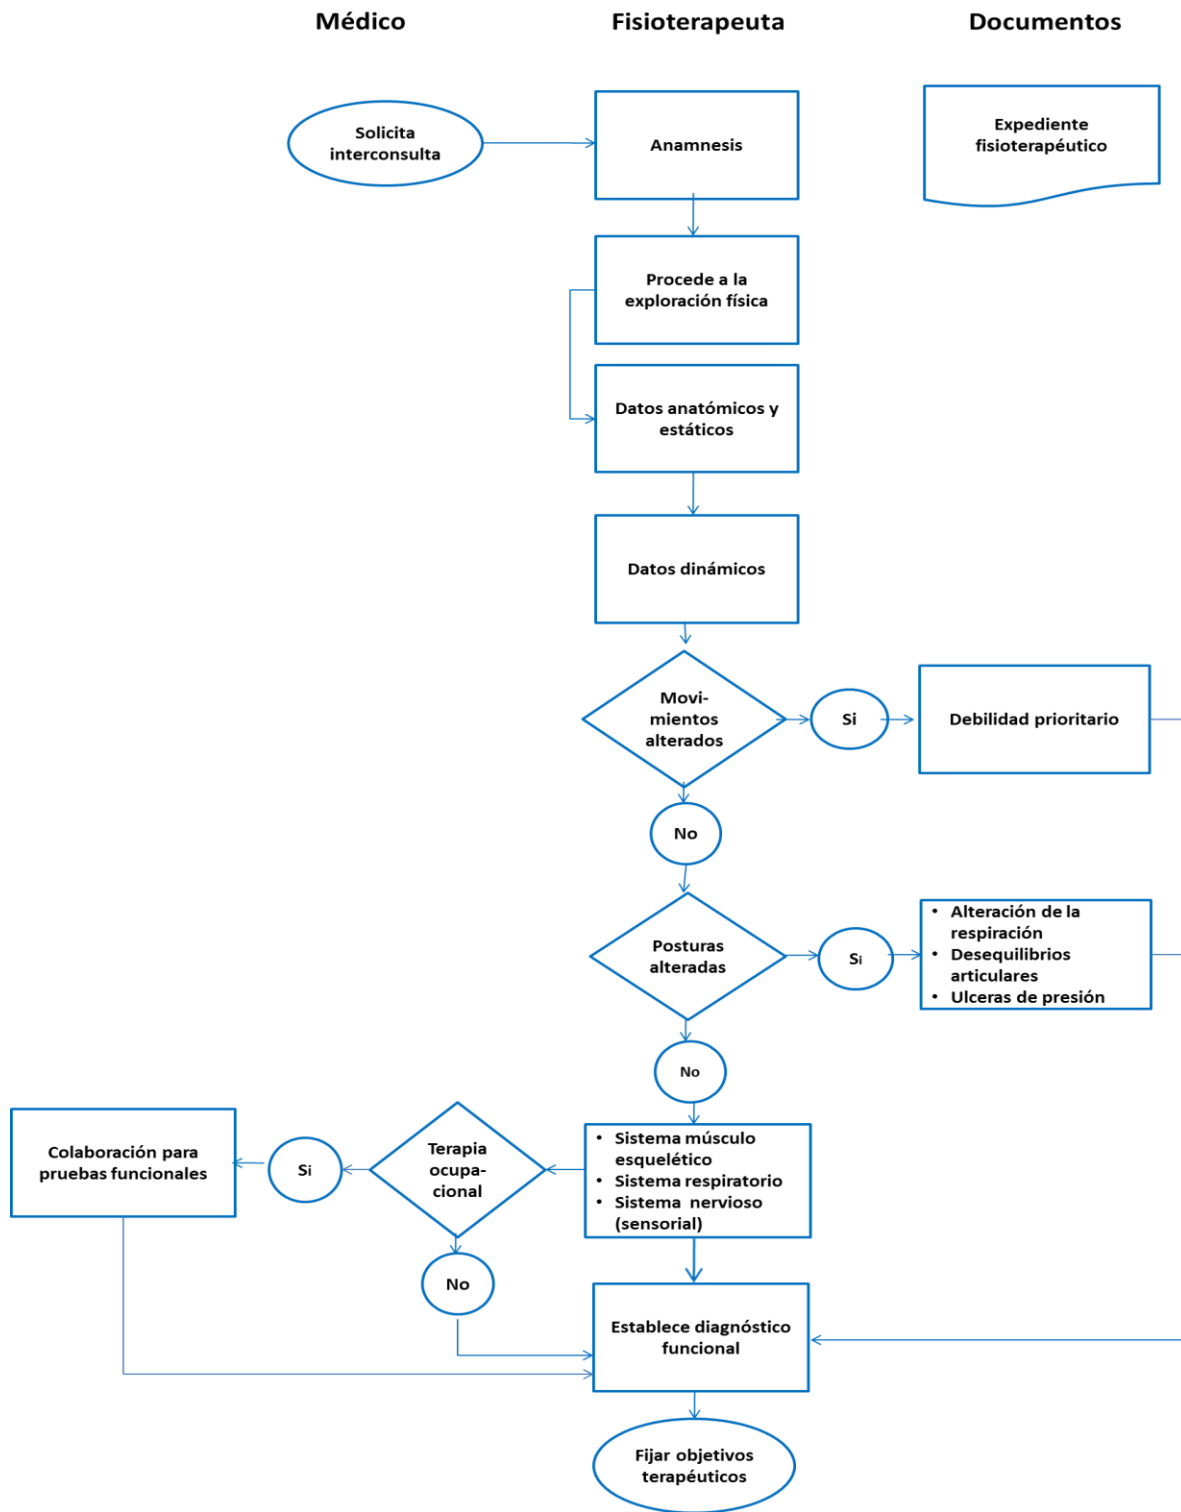 Médico
Fisioterapeuta
Documentos
Solicita
interconsulta
Anamnesis
Expediente
fisioterapéutico
Procede a la
exploración física
Datos anatómicos y
estáticos
Datos dinámicos
Movi-
mientos
alterados
Si
Debilidad prioritario
No
Posturas
alteradas
Si
• Alteración de la
respiración
• Desequilibrios
articulares
• Ulceras de presión
No
Colaboración para
pruebas funcionales
Si
Terapia
ocupa-
cional
• Sistema músculo
esquelético
• Sistema respiratorio
• Sistema nervioso
(sensorial)
No
Establece diagnóstico
funcional
Fijar objetivos
terapéuticos